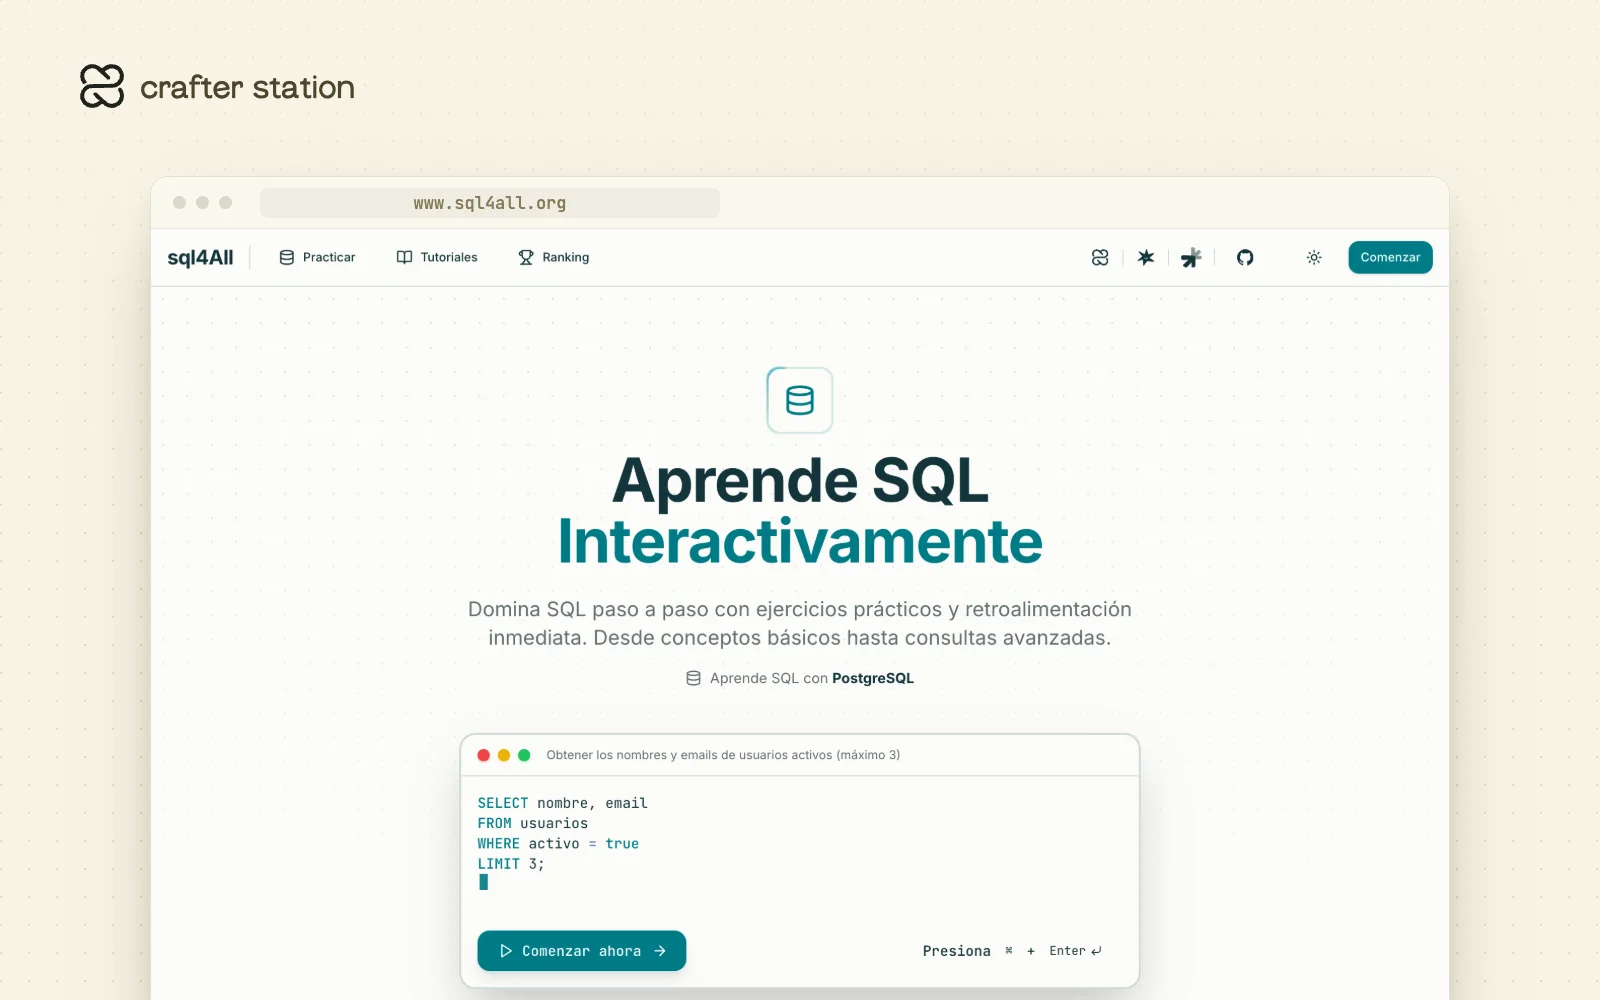 crafter station
www.sql4all.org
sql4All
Practicar
Tutoriales
Ranking
Comenzar
Aprende SQL
Interactivamente
Domina SQL paso a paso con ejercicios prácticos y retroalimentación
inmediata. Desde conceptos básicos hasta consultas avanzadas.
Aprende SQL con PostgreSQL
Obtener los nombres y emails de usuarios activos (máximo 3)
SELECT nombre, email
FROM usuarios
WHERE activo = true
LIMIT 3;
Comenzar ahora →
Presiona ⌘ + Enter ↵